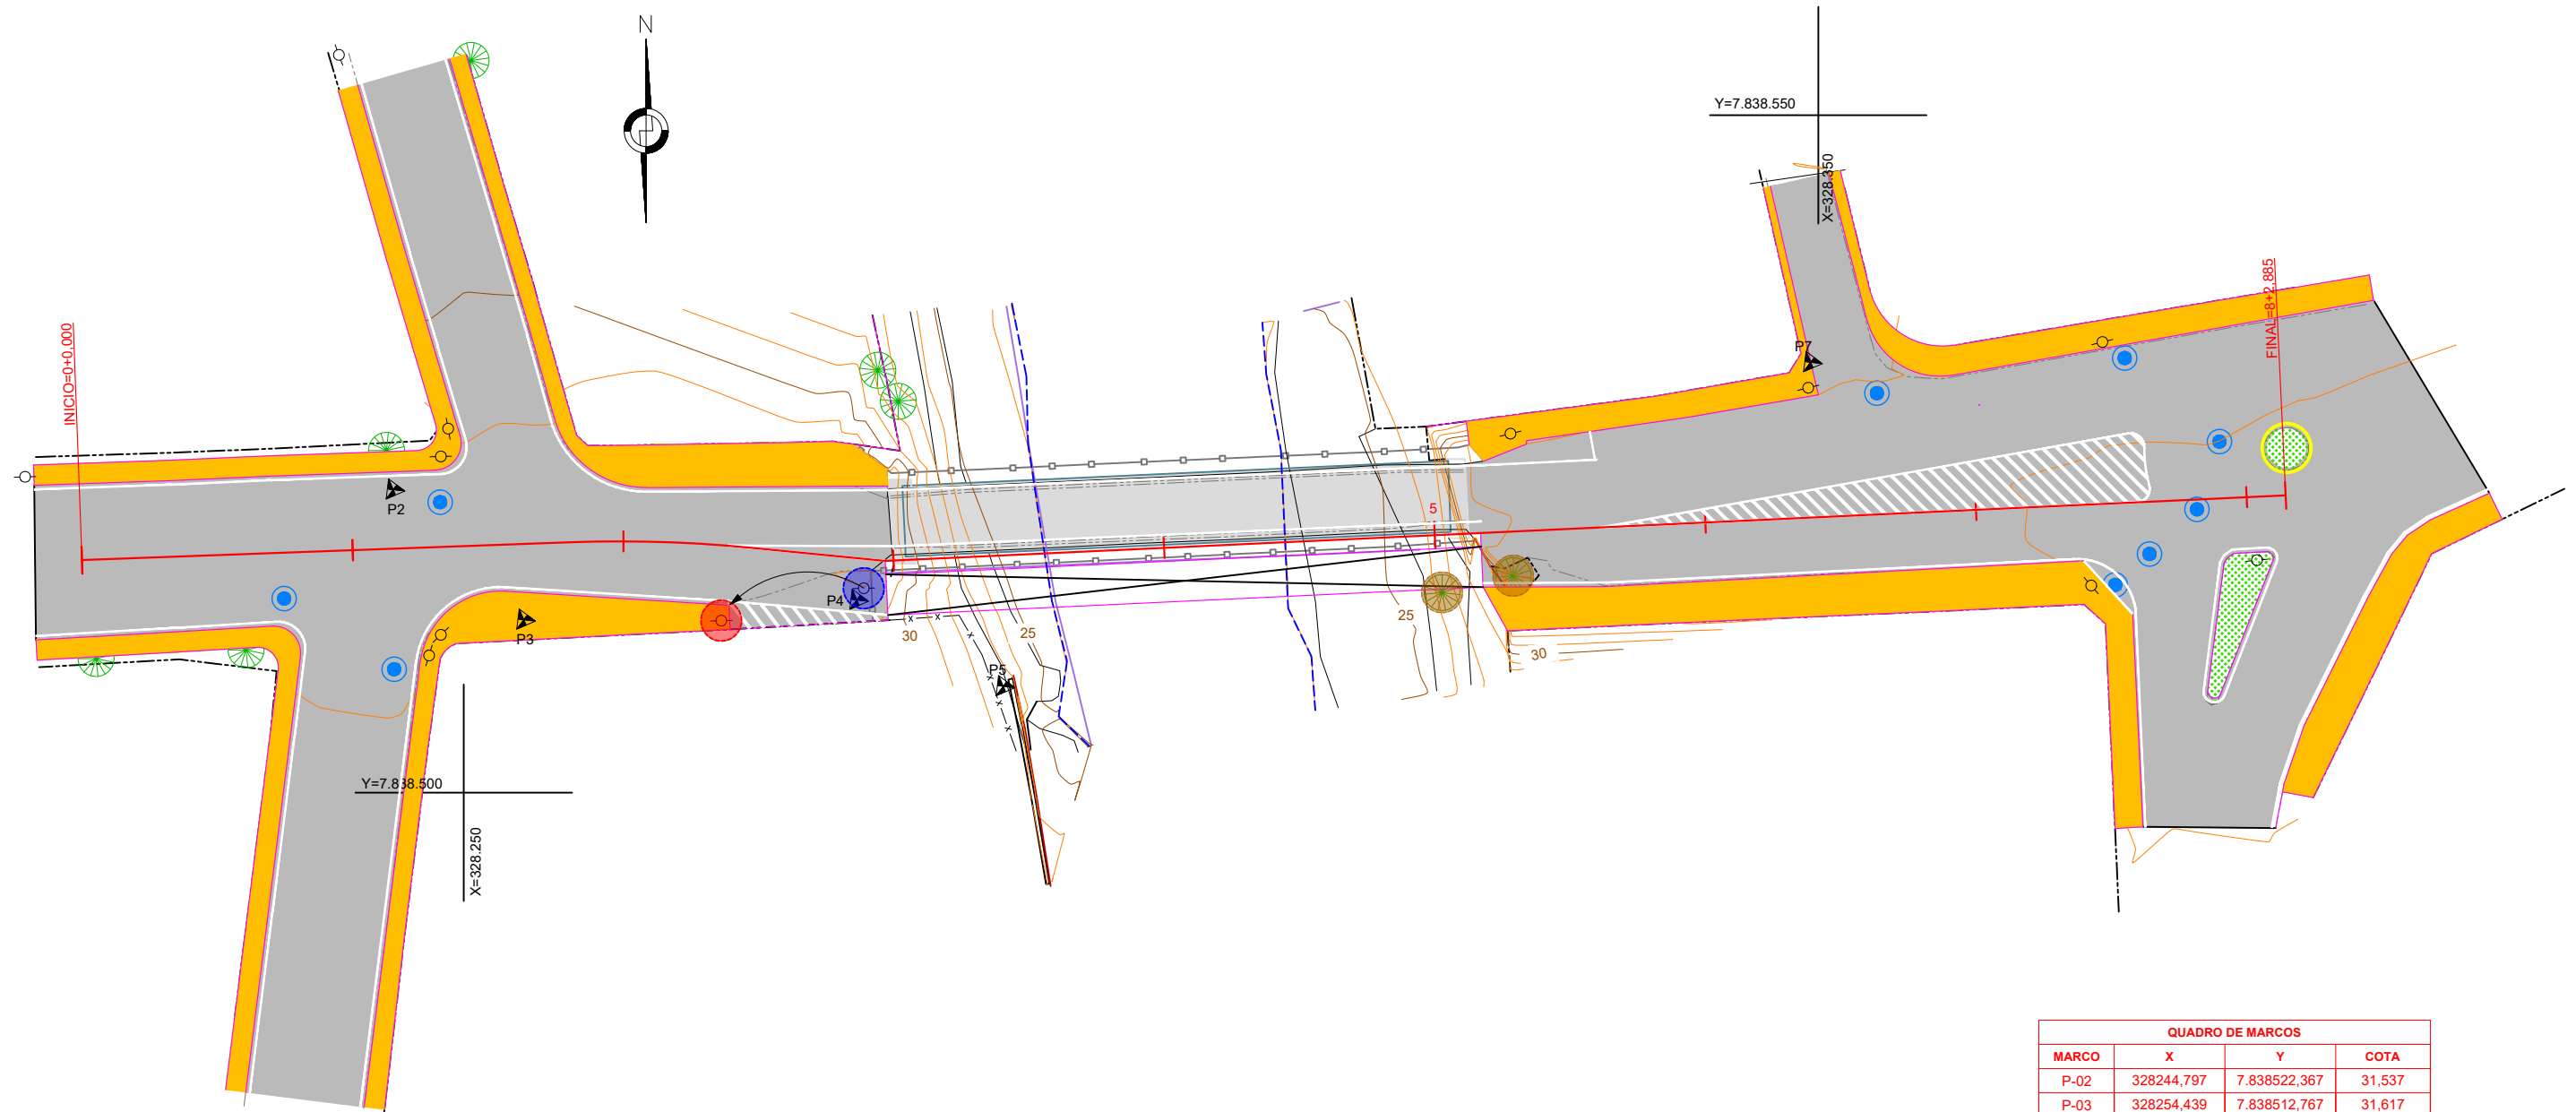 N
Y=7.838.550
X=328.350
INICIO=0+0,000
FINAL=8+2,885
P7
P2
5
P4
P3
30
25
25
P5
30
Y=7.838.500
X=328.250
QUADRO DE MARCOS
MARCO X Y COTA
P-02 328244,797 7.838522,367 31,537
P-03 328254,439 7.838512,767 31,617